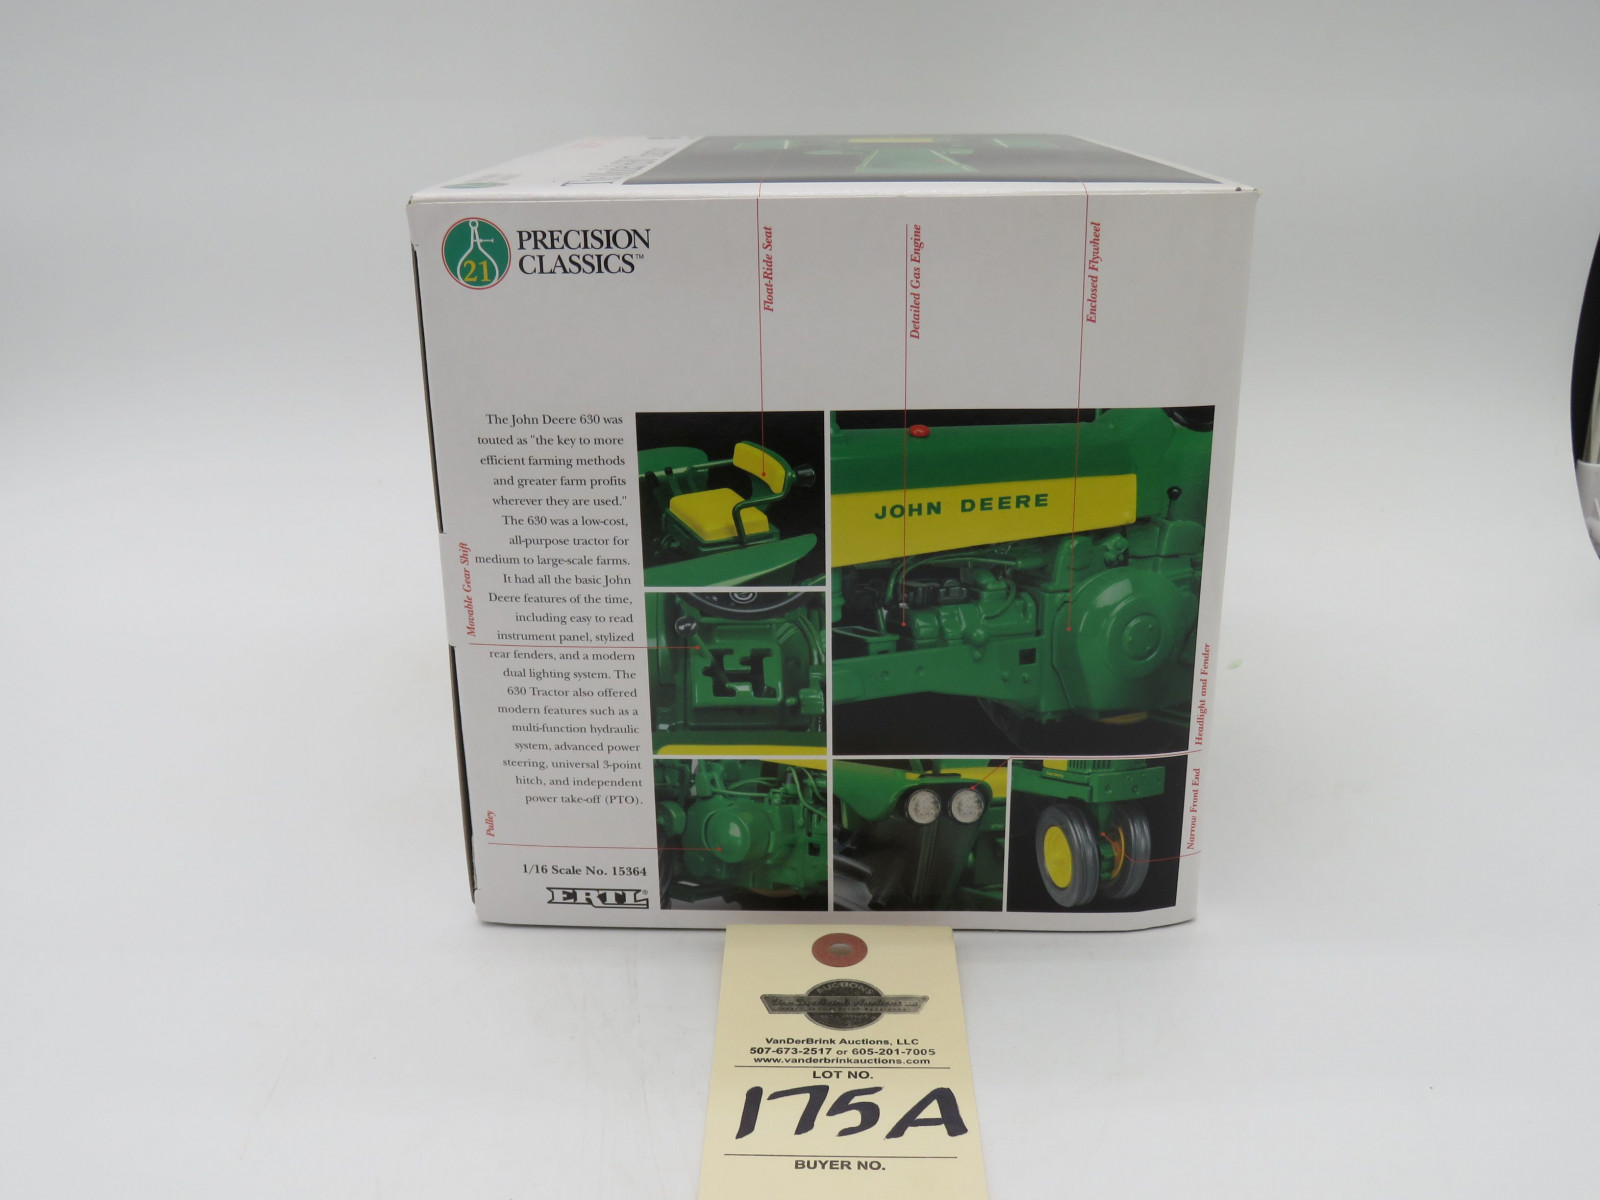 21
PRECISION
CLASSICS™
Float-Ride Seat
Detailed Gas Engine
Enclosed Flywheel
The John Deere 630 was
touted as "the key to more
efficient farming methods
and greater farm profits
wherever they are used."
The 630 was a low-cost,
all-purpose tractor for
medium to large-scale farms.
It had all the basic John
Deere features of the time,
including easy to read
instrument panel, stylized
rear fenders, and a modern
dual lighting system. The
630 Tractor also offered
modern features such as a
multi-function hydraulic
system, advanced power
steering, universal 3-point
hitch, and independent
power take-off (PTO).
Movable Gear Shift
Pulley
JOHN DEERE
Headlight and Fender
Narrow Front End
1/16 Scale No. 15364
ERTL®
AUCTIONS
VanDerBrink Auctions, LLC
507-673-2517 or 605-201-7005
www.vanderbrinkauctions.com
LOT NO.
175A
BUYER NO.